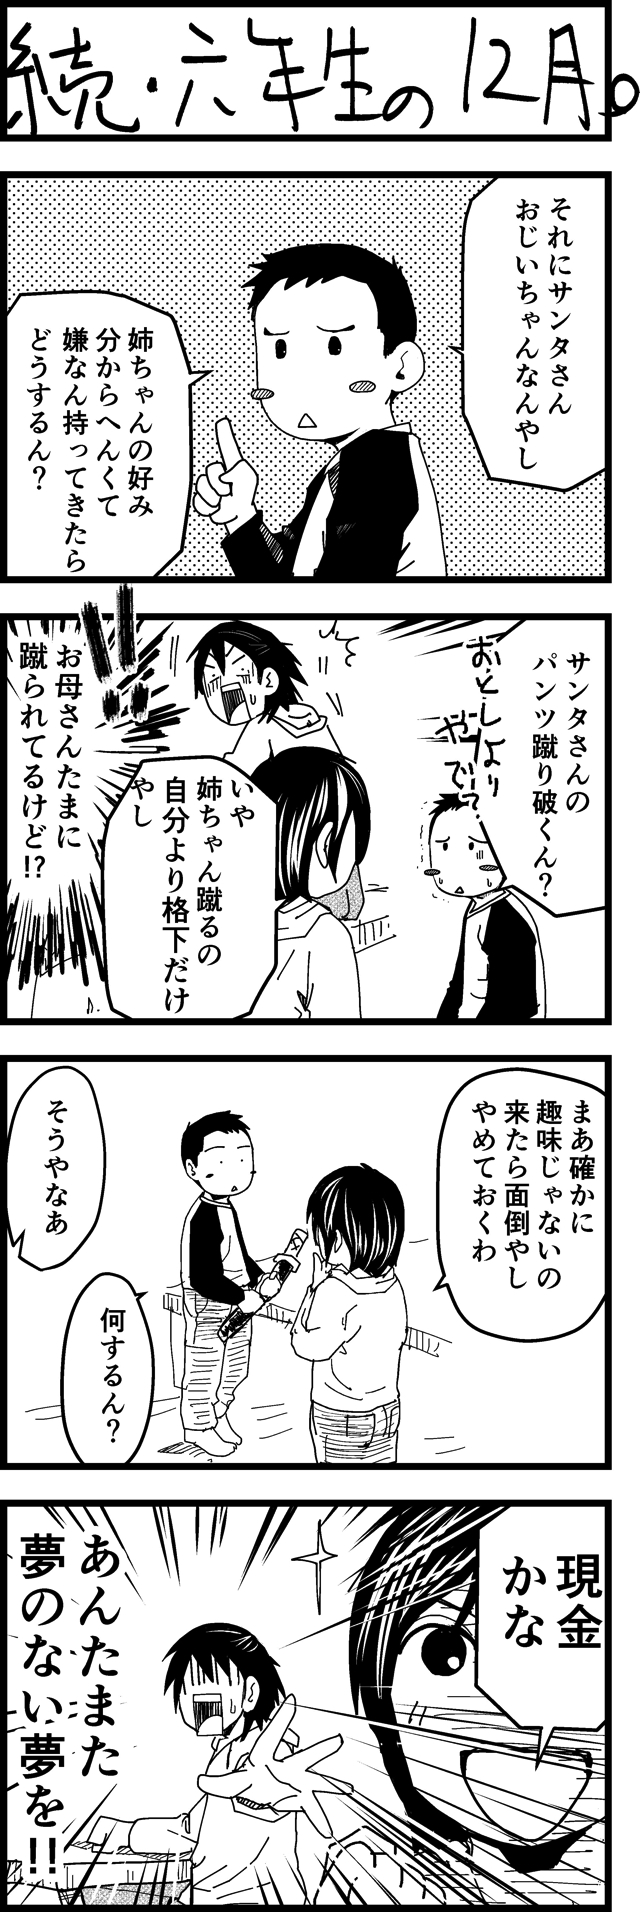 続・六年生の12月。
それにサンタさん
おじいちゃんなんやし
姉ちゃんの好み
分からへんくて
嫌なん持ってきたら
どうするん？
サンタさんの
パンツ蹴り破くん？
おとしより
やで？
いや
姉ちゃん蹴るの
自分より格下だけ
やし
お母さんたまに
蹴られてるけど!?
まあ確かに
趣味じゃないの
来たら面倒やし
やめておくわ
そうやなあ
何するん？
現金
かな
あんたまた
夢のない夢を!!